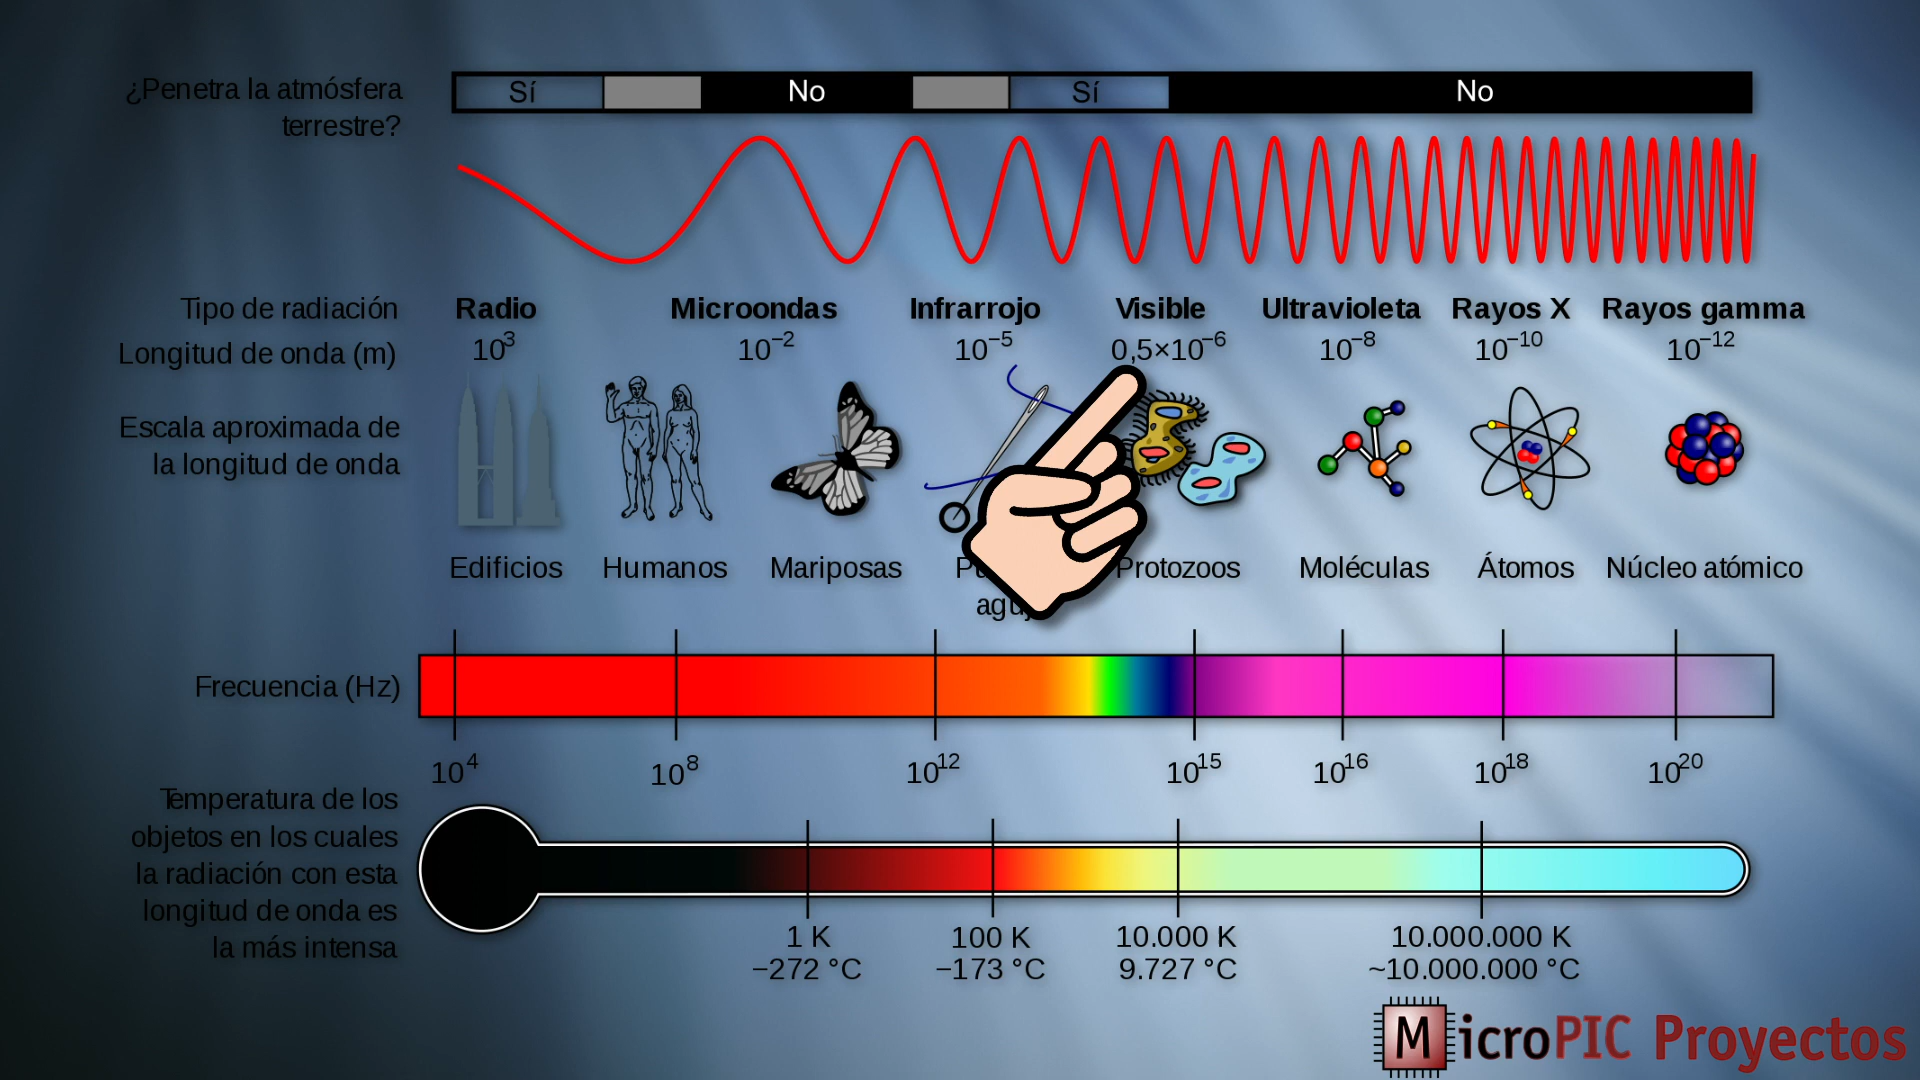 ¿Penetra la atmósfera
terrestre?
Sí No Sí No
Tipo de radiación Radio Microondas Infrarrojo Visible Ultravioleta Rayos X Rayos gamma
Longitud de onda (m) 10³ 10⁻² 10⁻⁵ 0,5×10⁻⁶ 10⁻⁸ 10⁻¹⁰ 10⁻¹²
Escala aproximada de
la longitud de onda
Edificios Humanos Mariposas Protozoos Moléculas Átomos Núcleo atómico
Frecuencia (Hz)
10⁴ 10⁸ 10¹² 10¹⁵ 10¹⁶ 10¹⁸ 10²⁰
Temperatura de los
objetos en los cuales
la radiación con esta
longitud de onda es
la más intensa
1 K 100 K 10.000 K 10.000.000 K
−272 °C −173 °C 9.727 °C ~10.000.000 °C
MicroPIC Proyectos